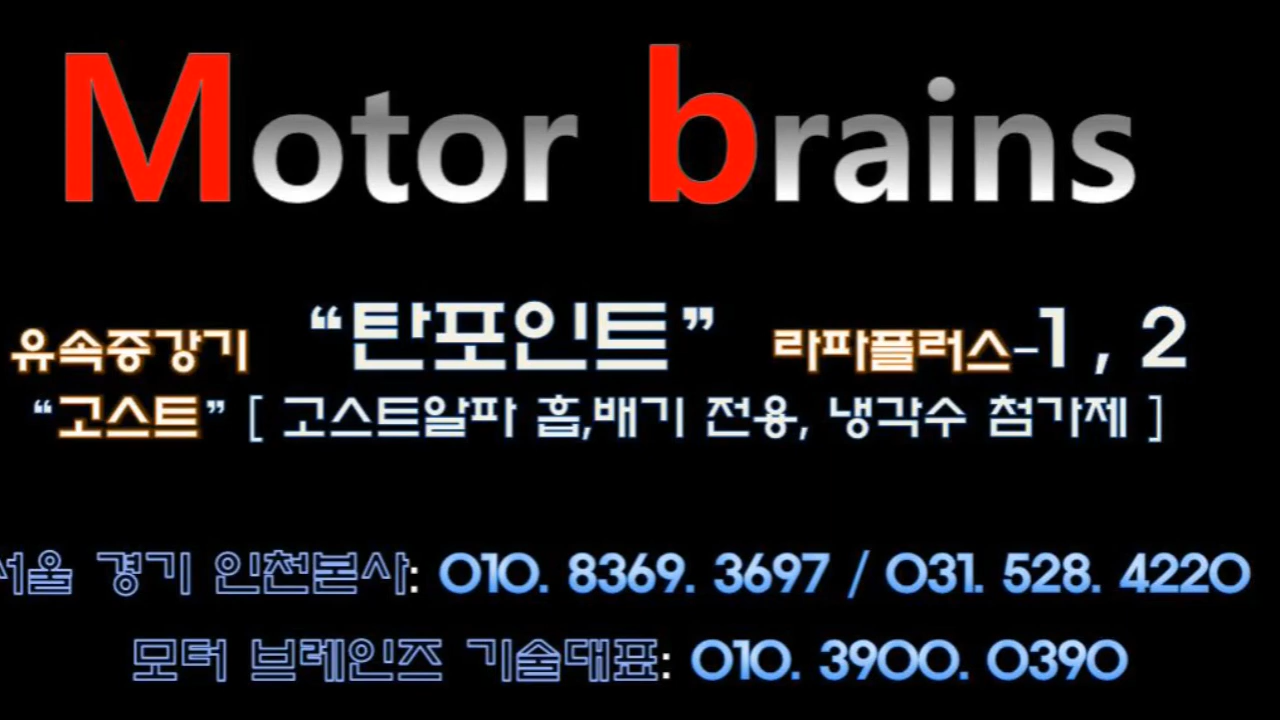 Motor brains
유속증강기 “탄포인트” 라파플러스-1 , 2
“고스트” [ 고스트알파 흡,배기 전용, 냉각수 첨가제 ]
서울 경기 인천본사: 010. 8369. 3697 / 031. 528. 4220
모터 브레인즈 기술대표: 010. 3900. 0390